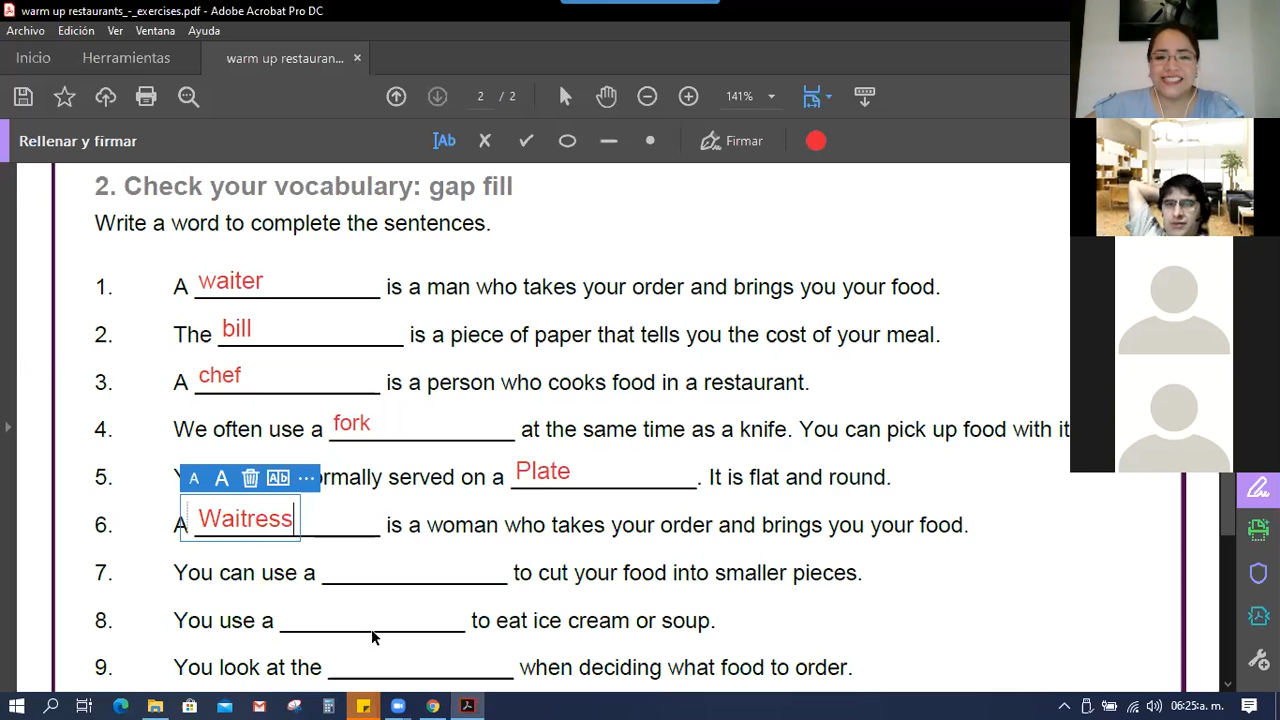 warm up restaurants_-_exercises.pdf - Adobe Acrobat Pro DC
Archivo Edición Ver Ventana Ayuda
Inicio Herramientas warm up restauran... ×
2 / 2 141%
Rellenar y firmar Ab Firmar
2. Check your vocabulary: gap fill
Write a word to complete the sentences.
1. A waiter is a man who takes your order and brings you your food.
2. The bill is a piece of paper that tells you the cost of your meal.
3. A chef is a person who cooks food in a restaurant.
4. We often use a fork at the same time as a knife. You can pick up food with it
A A Ab ...
5. Y ormally served on a Plate . It is flat and round.
6. A Waitress is a woman who takes your order and brings you your food.
7. You can use a ________ to cut your food into smaller pieces.
8. You use a ________ to eat ice cream or soup.
9. You look at the ________ when deciding what food to order.
06:25a. m.